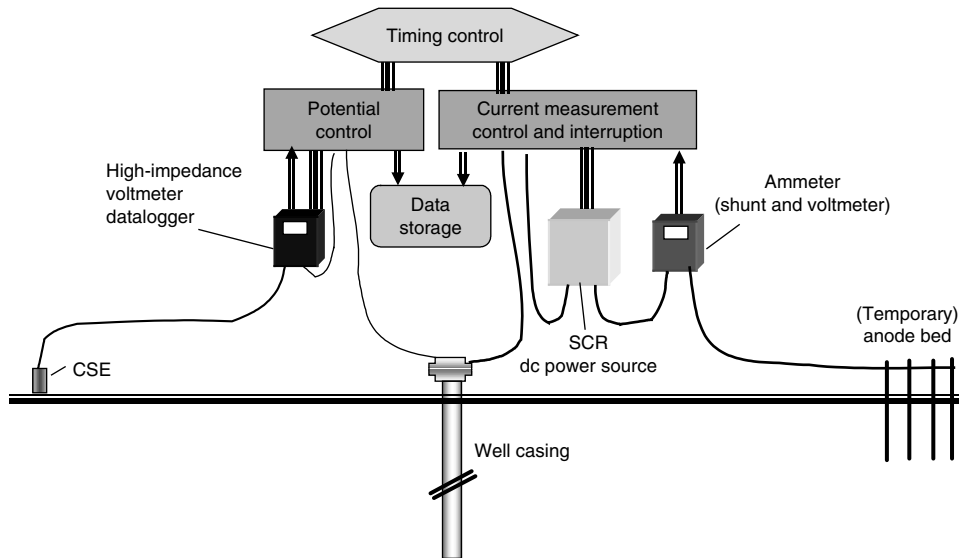 Timing control
Potential
control
Current measurement
control and interruption
High-impedance
voltmeter
datalogger
Data
storage
Ammeter
(shunt and voltmeter)
SCR
dc power source
(Temporary)
anode bed
CSE
Well casing